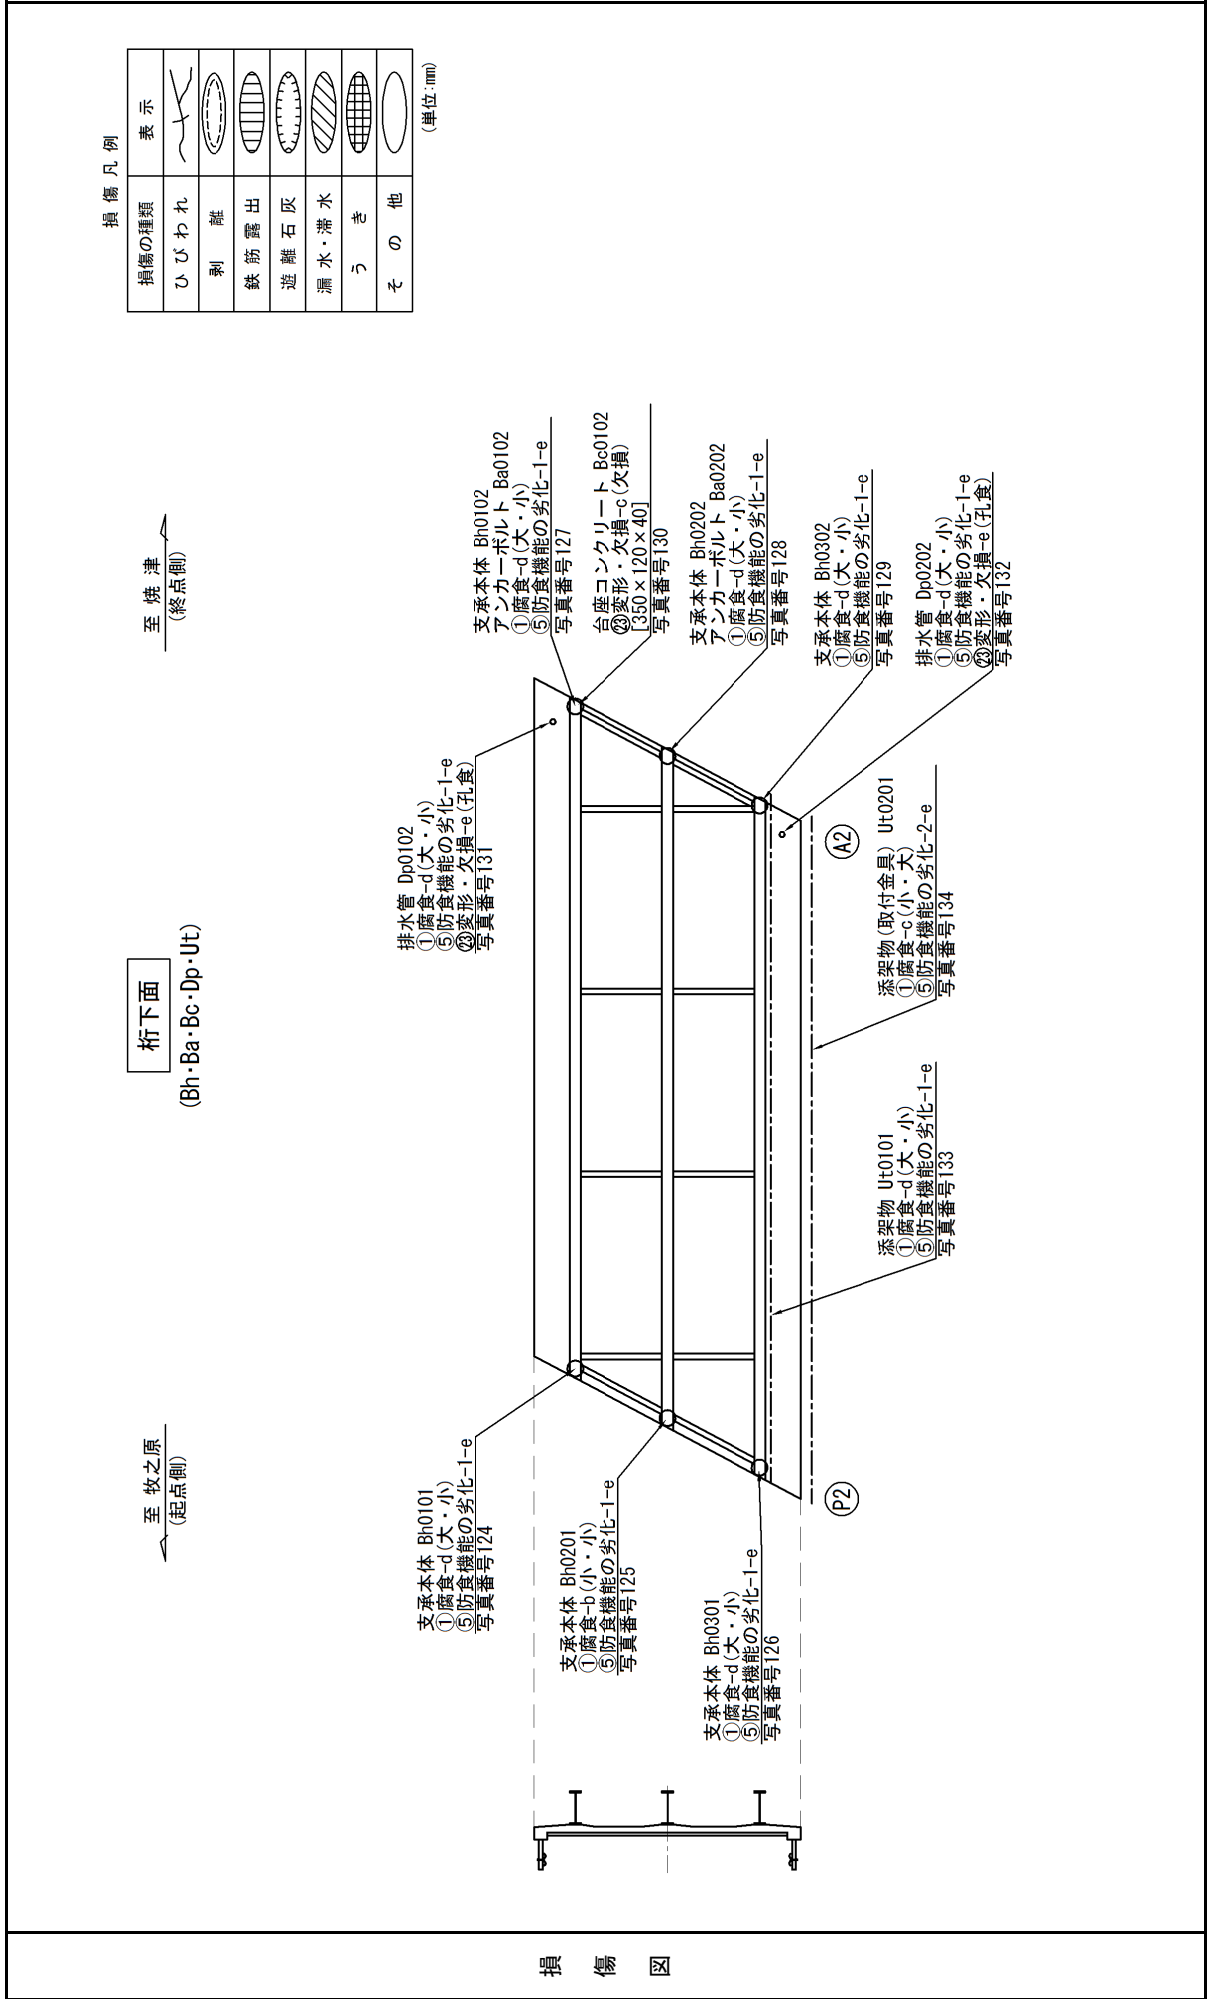 損傷図
桁下面
(Bh･Ba･Bc･Dp･Ut)
至 牧之原
(起点側)
至 焼津
(終点側)
損傷凡例
損傷の種類 表示
ひびわれ
剥離
鉄筋露出
遊離石灰
漏水・滞水
うき
その他
(単位:mm)
支承本体 Bh0101
①腐食-d(大・小)
⑤防食機能の劣化-1-e
写真番号124
支承本体 Bh0201
①腐食-b(小・小)
⑤防食機能の劣化-1-e
写真番号125
支承本体 Bh0301
①腐食-d(大・小)
⑤防食機能の劣化-1-e
写真番号126
排水管 Dp0102
①腐食-d(大・小)
⑤防食機能の劣化-1-e
㉓変形・欠損-e(孔食)
写真番号131
支承本体 Bh0102
アンカーボルト Ba0102
①腐食-d(大・小)
⑤防食機能の劣化-1-e
写真番号127
台座コンクリート Bc0102
㉓変形・欠損-c(欠損)
[350×120×40]
写真番号130
支承本体 Bh0202
アンカーボルト Ba0202
①腐食-d(大・小)
⑤防食機能の劣化-1-e
写真番号128
支承本体 Bh0302
①腐食-d(大・小)
⑤防食機能の劣化-1-e
写真番号129
排水管 Dp0202
①腐食-d(大・小)
⑤防食機能の劣化-1-e
㉓変形・欠損-e(孔食)
写真番号132
P2
A2
添架物 Ut0101
①腐食-d(大・小)
⑤防食機能の劣化-1-e
写真番号133
添架物(取付金具) Ut0201
①腐食-c(小・大)
⑤防食機能の劣化-2-e
写真番号134